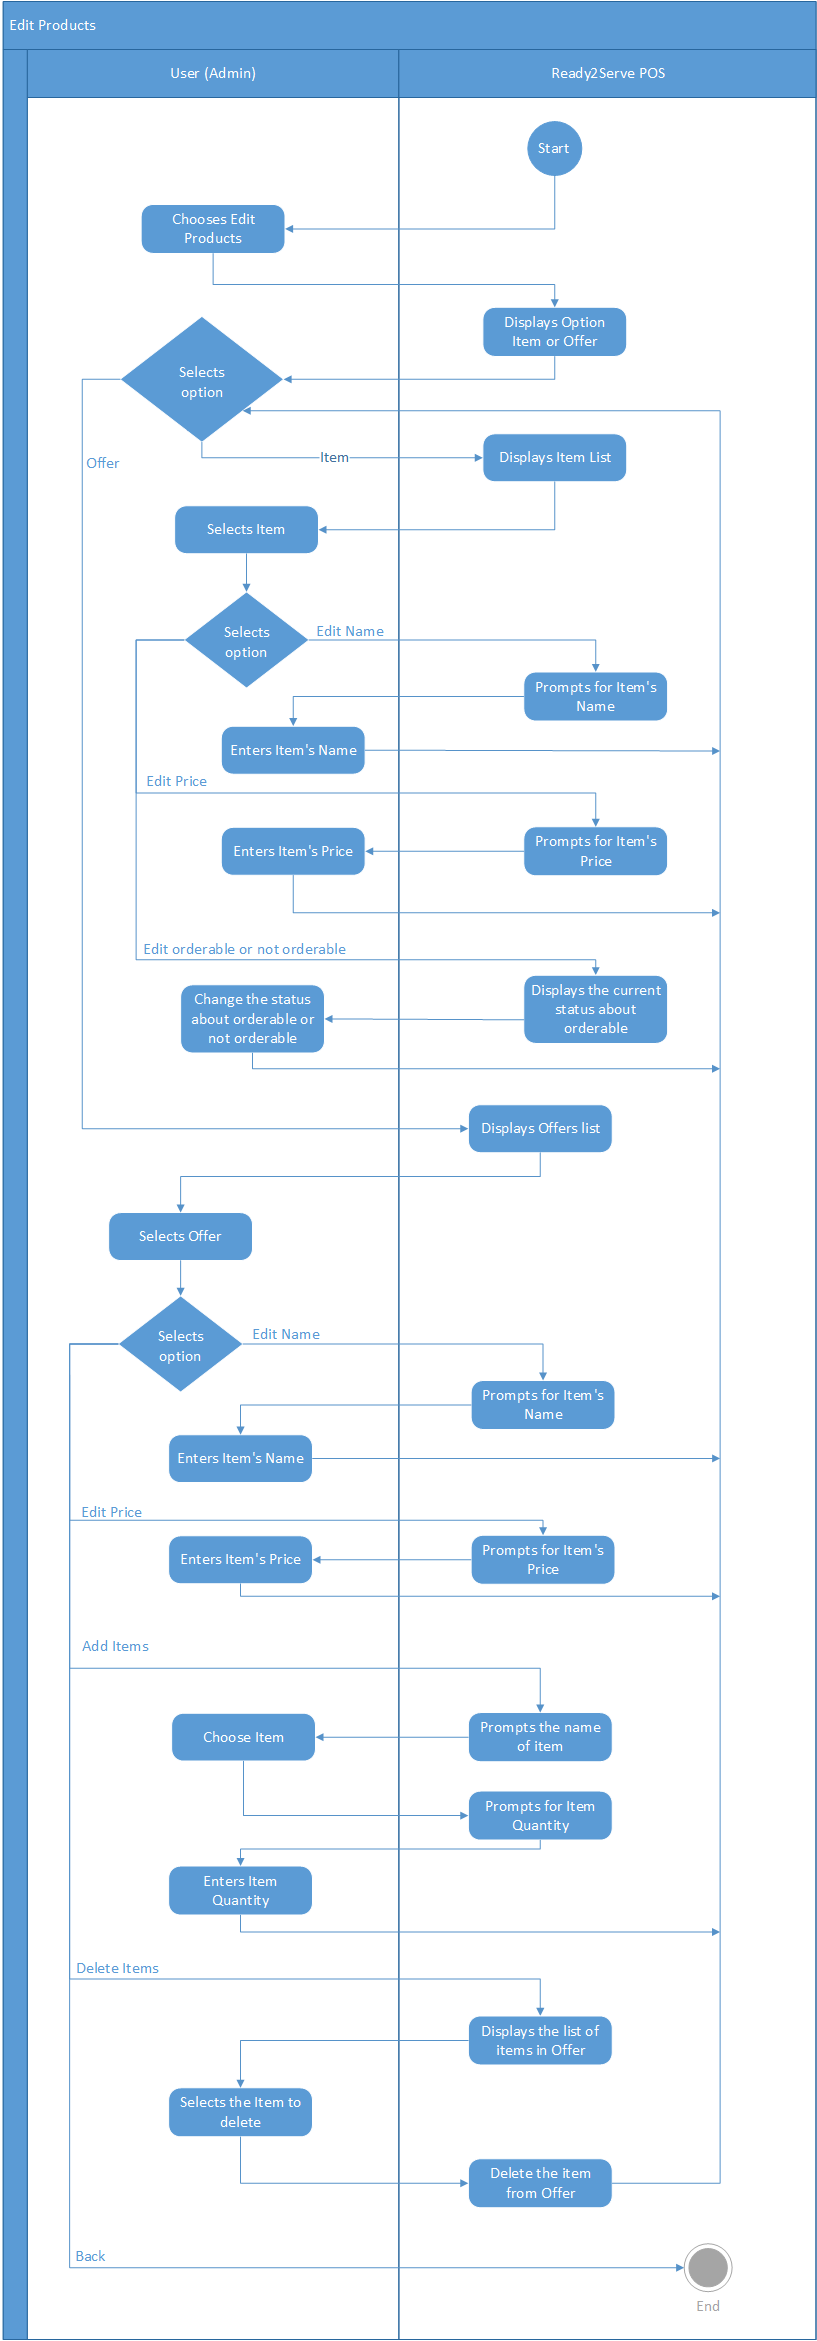 Edit Products
User (Admin)
Ready2Serve POS
Start
Chooses Edit
Products
Displays Option
Item or Offer
Selects
option
Offer
Item
Displays Item List
Selects Item
Selects
option
Edit Name
Prompts for Item's
Name
Enters Item's Name
Edit Price
Enters Item's Price
Prompts for Item's
Price
Edit orderable or not orderable
Change the status
about orderable or
not orderable
Displays the current
status about
orderable
Displays Offers list
Selects Offer
Selects
option
Edit Name
Prompts for Item's
Name
Enters Item's Name
Edit Price
Enters Item's Price
Prompts for Item's
Price
Add Items
Choose Item
Prompts the name
of item
Prompts for Item
Quantity
Enters Item
Quantity
Delete Items
Displays the list of
items in Offer
Selects the Item to
delete
Delete the item
from Offer
Back
End